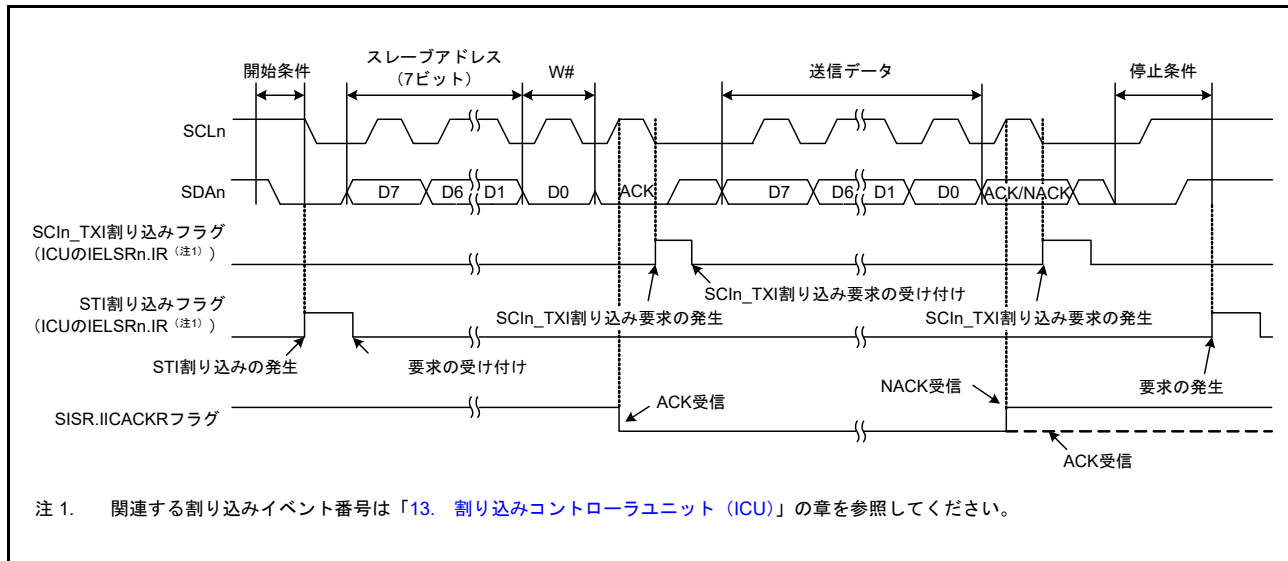 スレーブアドレス
(7ビット)
開始条件
W#
送信データ
停止条件
SCLn
SDAn
D7
D6
D1
D0
ACK
D7
D6
D1
D0
ACK/NACK
SCIn_TXI割り込みフラグ
(ICUのIELSRn.IR (注1) )
SCIn_TXI割り込み要求の受け付け
SCIn_TXI割り込み要求の発生
SCIn_TXI割り込み要求の発生
STI割り込みフラグ
(ICUのIELSRn.IR (注1) )
STI割り込みの発生
要求の受け付け
要求の発生
NACK受信
ACK受信
SISR.IICACKRフラグ
ACK受信
注 1. 関連する割り込みイベント番号は「13. 割り込みコントローラユニット（ICU）」の章を参照してください。